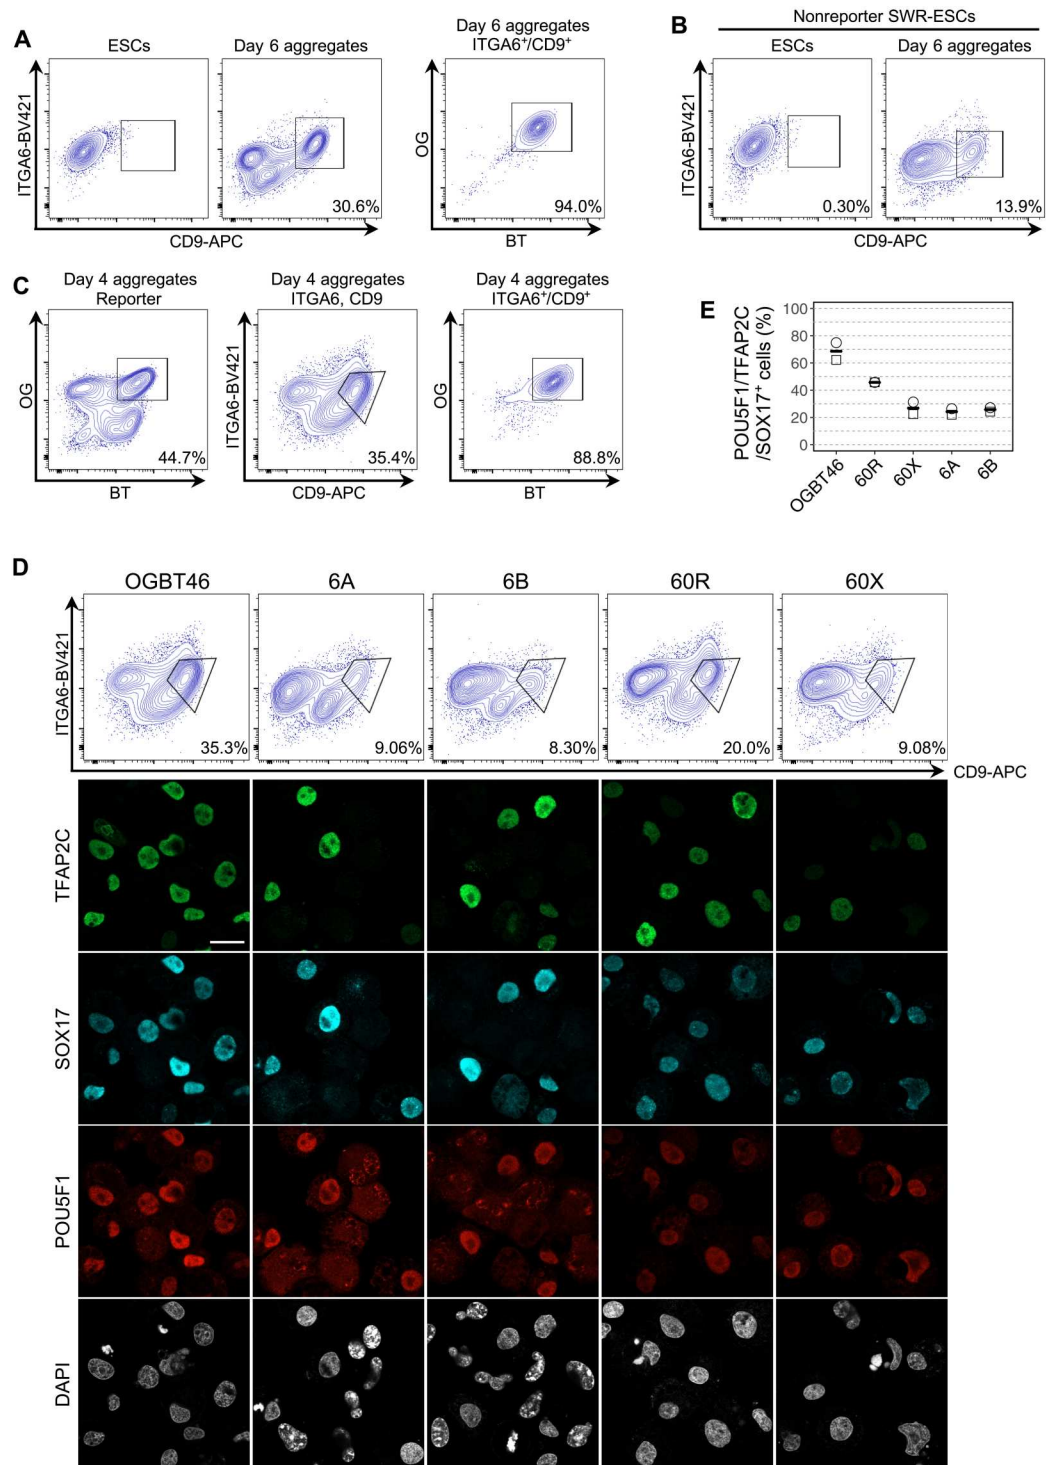 A
ESCs
Day 6 aggregates
Day 6 aggregates
ITGA6⁺/CD9⁺
ITGA6-BV421
30.6%
CD9-APC
OG
94.0%
BT
B
Nonreporter SWR-ESCs
ESCs
Day 6 aggregates
ITGA6-BV421
0.30%
13.9%
CD9-APC
C
Day 4 aggregates
Reporter
Day 4 aggregates
ITGA6, CD9
Day 4 aggregates
ITGA6⁺/CD9⁺
OG
44.7%
BT
ITGA6-BV421
35.4%
CD9-APC
OG
88.8%
BT
E
POU5F1/TFAP2C
/SOX17⁺ cells (%)
100
80
60
40
20
0
OGBT46
60R
60X
6A
6B
D
OGBT46
6A
6B
60R
60X
ITGA6-BV421
35.3%
9.06%
8.30%
20.0%
9.08%
CD9-APC
TFAP2C
SOX17
POU5F1
DAPI